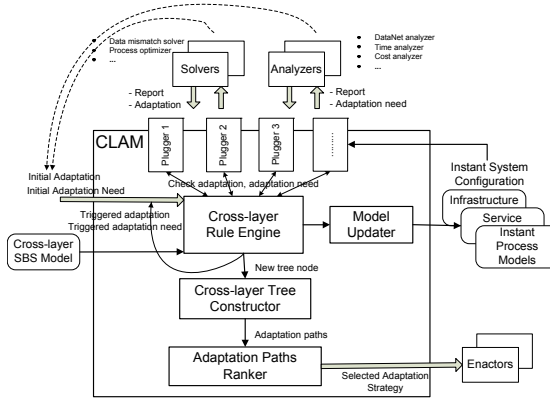 • Data mismatch solver
• Process optimizer
• ...
Solvers
Analyzers
• DataNet analyzer
• Time analyzer
• Cost analyzer
• ...
- Report
- Adaptation
- Report
- Adaptation need
CLAM
Plugger 1
Plugger 2
Plugger 3
.........
Initial Adaptation
Initial Adaptation Need
Check adaptation, adaptation need
Instant System
Configuration
Infrastructure
Service
Instant
Process
Models
Triggered adaptation
Triggered adaptation need
Cross-layer
Rule Engine
Model
Updater
Cross-layer
SBS Model
New tree node
Cross-layer Tree
Constructor
Adaptation paths
Adaptation Paths
Ranker
Selected Adaptation
Strategy
Enactors